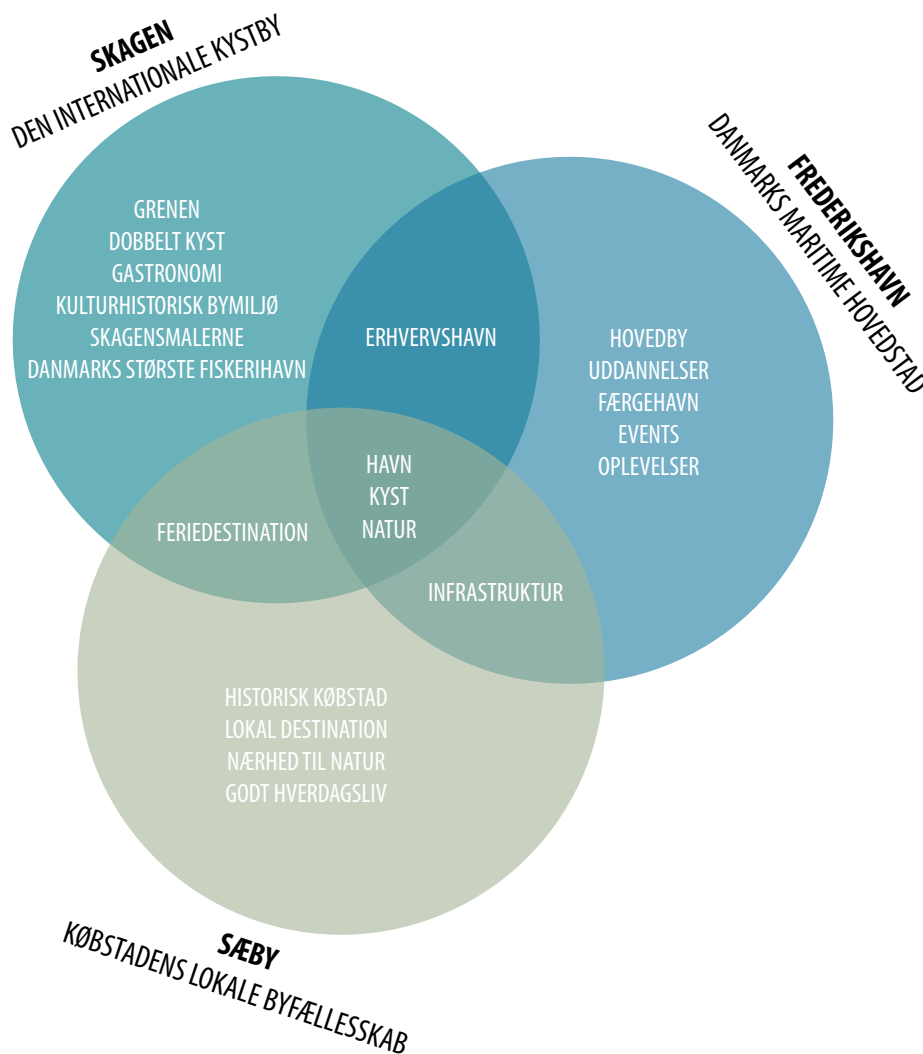 SKAGEN
DEN INTERNATIONALE KYSTBY
FREDERIKSHAVN
DANMARKS MARITIME HOVEDSTAD
GRENEN
DOBBELT KYST
GASTRONOMI
KULTURHISTORISK BYMILJØ
SKAGENSMALERNE
DANMARKS STØRSTE FISKERIHAVN
ERHVERVSHAVN
HOVEDBY
UDDANNELSER
FÆRGEHAVN
EVENTS
OPLEVELSER
HAVN
KYST
NATUR
FERIEDESTINATION
INFRASTRUKTUR
HISTORISK KØBSTAD
LOKAL DESTINATION
NÆRHED TIL NATUR
GODT HVERDAGSLIV
SÆBY
KØBSTADENS LOKALE BYFÆLLESSKAB